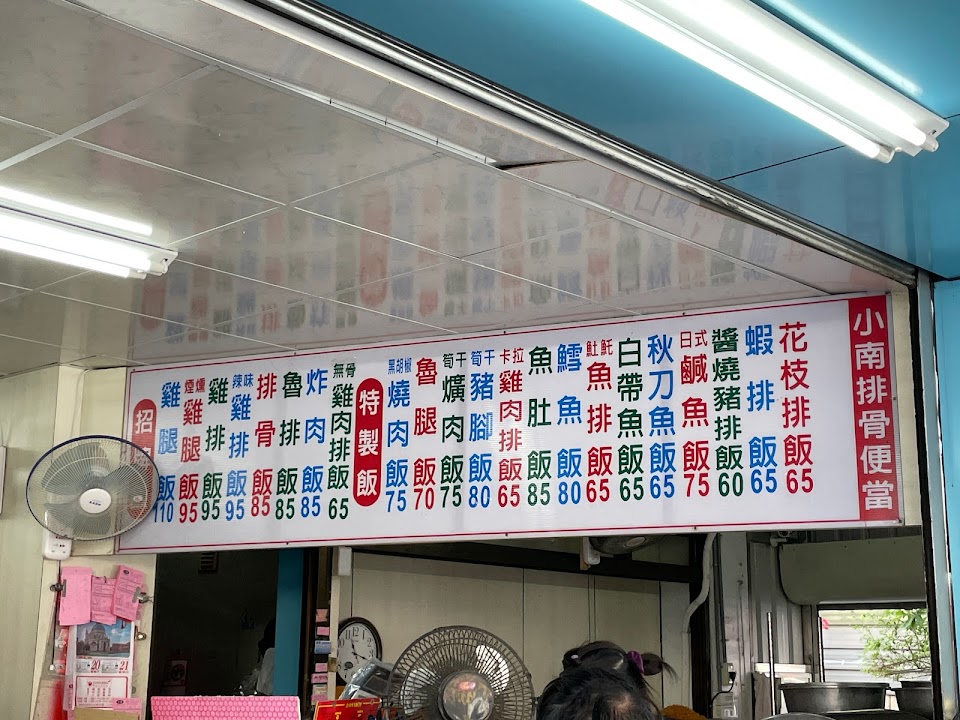 招
雞腿飯110
煙燻雞腿飯95
雞排飯95
辣味雞排飯95
排骨飯85
魯排飯85
炸肉飯85
無骨雞肉排飯65
特製飯
黑胡椒燒肉飯75
魯腿飯70
筍干爌肉飯75
筍干豬腳飯80
卡拉雞肉排飯65
魚肚飯85
鱈魚飯80
魠魚排飯65
白帶魚飯65
秋刀魚飯65
日式鹹魚飯75
醬燒豬排飯60
蝦排飯65
花枝排飯65
小南排骨便當
20 21